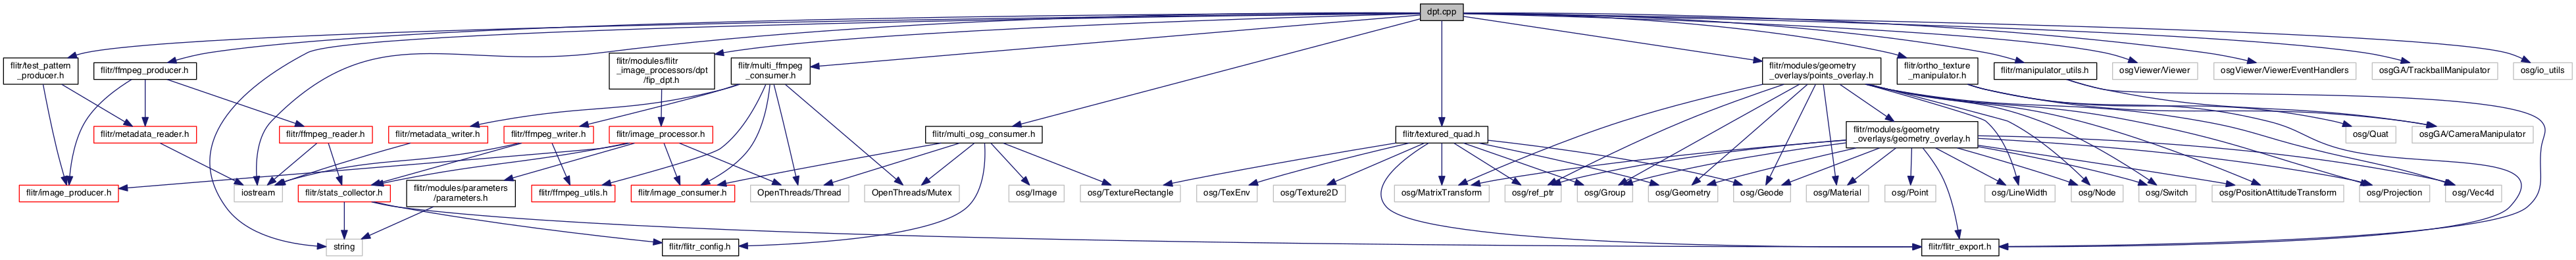 dpt.cpp
flitr/test_pattern
_producer.h
flitr/ffmpeg_producer.h
flitr/modules/flitr
_image_processors/dpt
/fip_dpt.h
flitr/multi_ffmpeg
_consumer.h
flitr/modules/geometry
_overlays/points_overlay.h
flitr/ortho_texture
_manipulator.h
flitr/manipulator_utils.h
osgViewer/Viewer
osgViewer/ViewerEventHandlers
osgGA/TrackballManipulator
osg/io_utils
flitr/metadata_reader.h
flitr/ffmpeg_reader.h
flitr/metadata_writer.h
flitr/ffmpeg_writer.h
flitr/image_processor.h
flitr/multi_osg_consumer.h
flitr/textured_quad.h
flitr/modules/geometry
_overlays/geometry_overlay.h
osg/Quat
osgGA/CameraManipulator
flitr/image_producer.h
iostream
flitr/stats_collector.h
flitr/modules/parameters
/parameters.h
flitr/ffmpeg_utils.h
flitr/image_consumer.h
OpenThreads/Thread
OpenThreads/Mutex
osg/Image
osg/TextureRectangle
osg/TexEnv
osg/Texture2D
osg/MatrixTransform
osg/ref_ptr
osg/Group
osg/Geometry
osg/Geode
osg/Material
osg/Point
osg/LineWidth
osg/Node
osg/Switch
osg/PositionAttitudeTransform
osg/Projection
osg/Vec4d
string
flitr/flitr_config.h
flitr/flitr_export.h